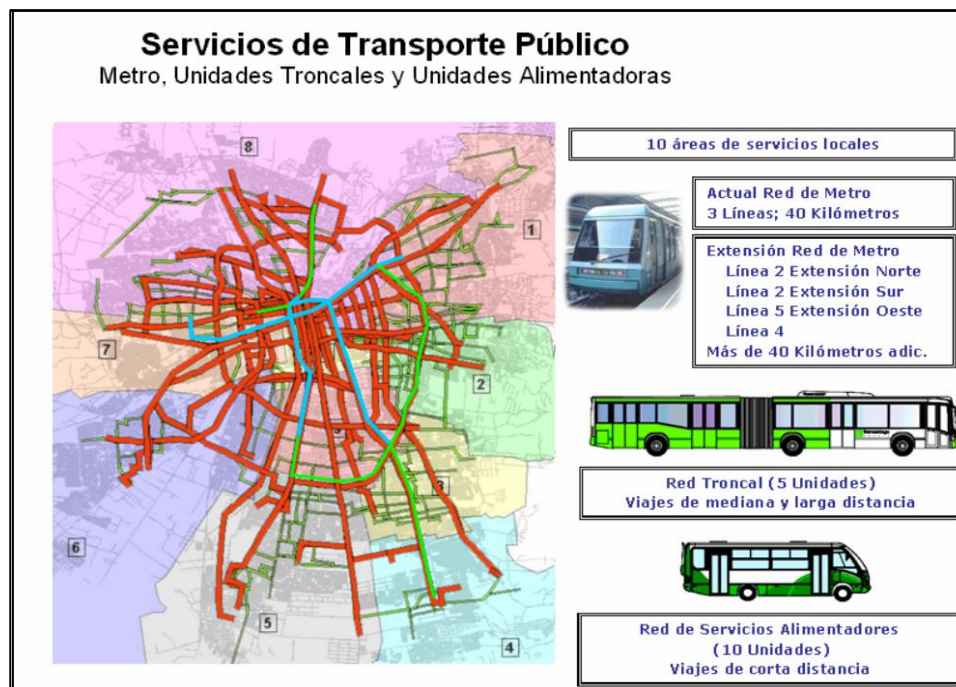 Servicios de Transporte Público
Metro, Unidades Troncales y Unidades Alimentadoras
8
1
7
2
3
6
5
4
10 áreas de servicios locales
Actual Red de Metro
3 Líneas; 40 Kilómetros
Extensión Red de Metro
Línea 2 Extensión Norte
Línea 2 Extensión Sur
Línea 5 Extensión Oeste
Línea 4
Más de 40 Kilómetros adic.
Red Troncal (5 Unidades)
Viajes de mediana y larga distancia
Red de Servicios Alimentadores
(10 Unidades)
Viajes de corta distancia